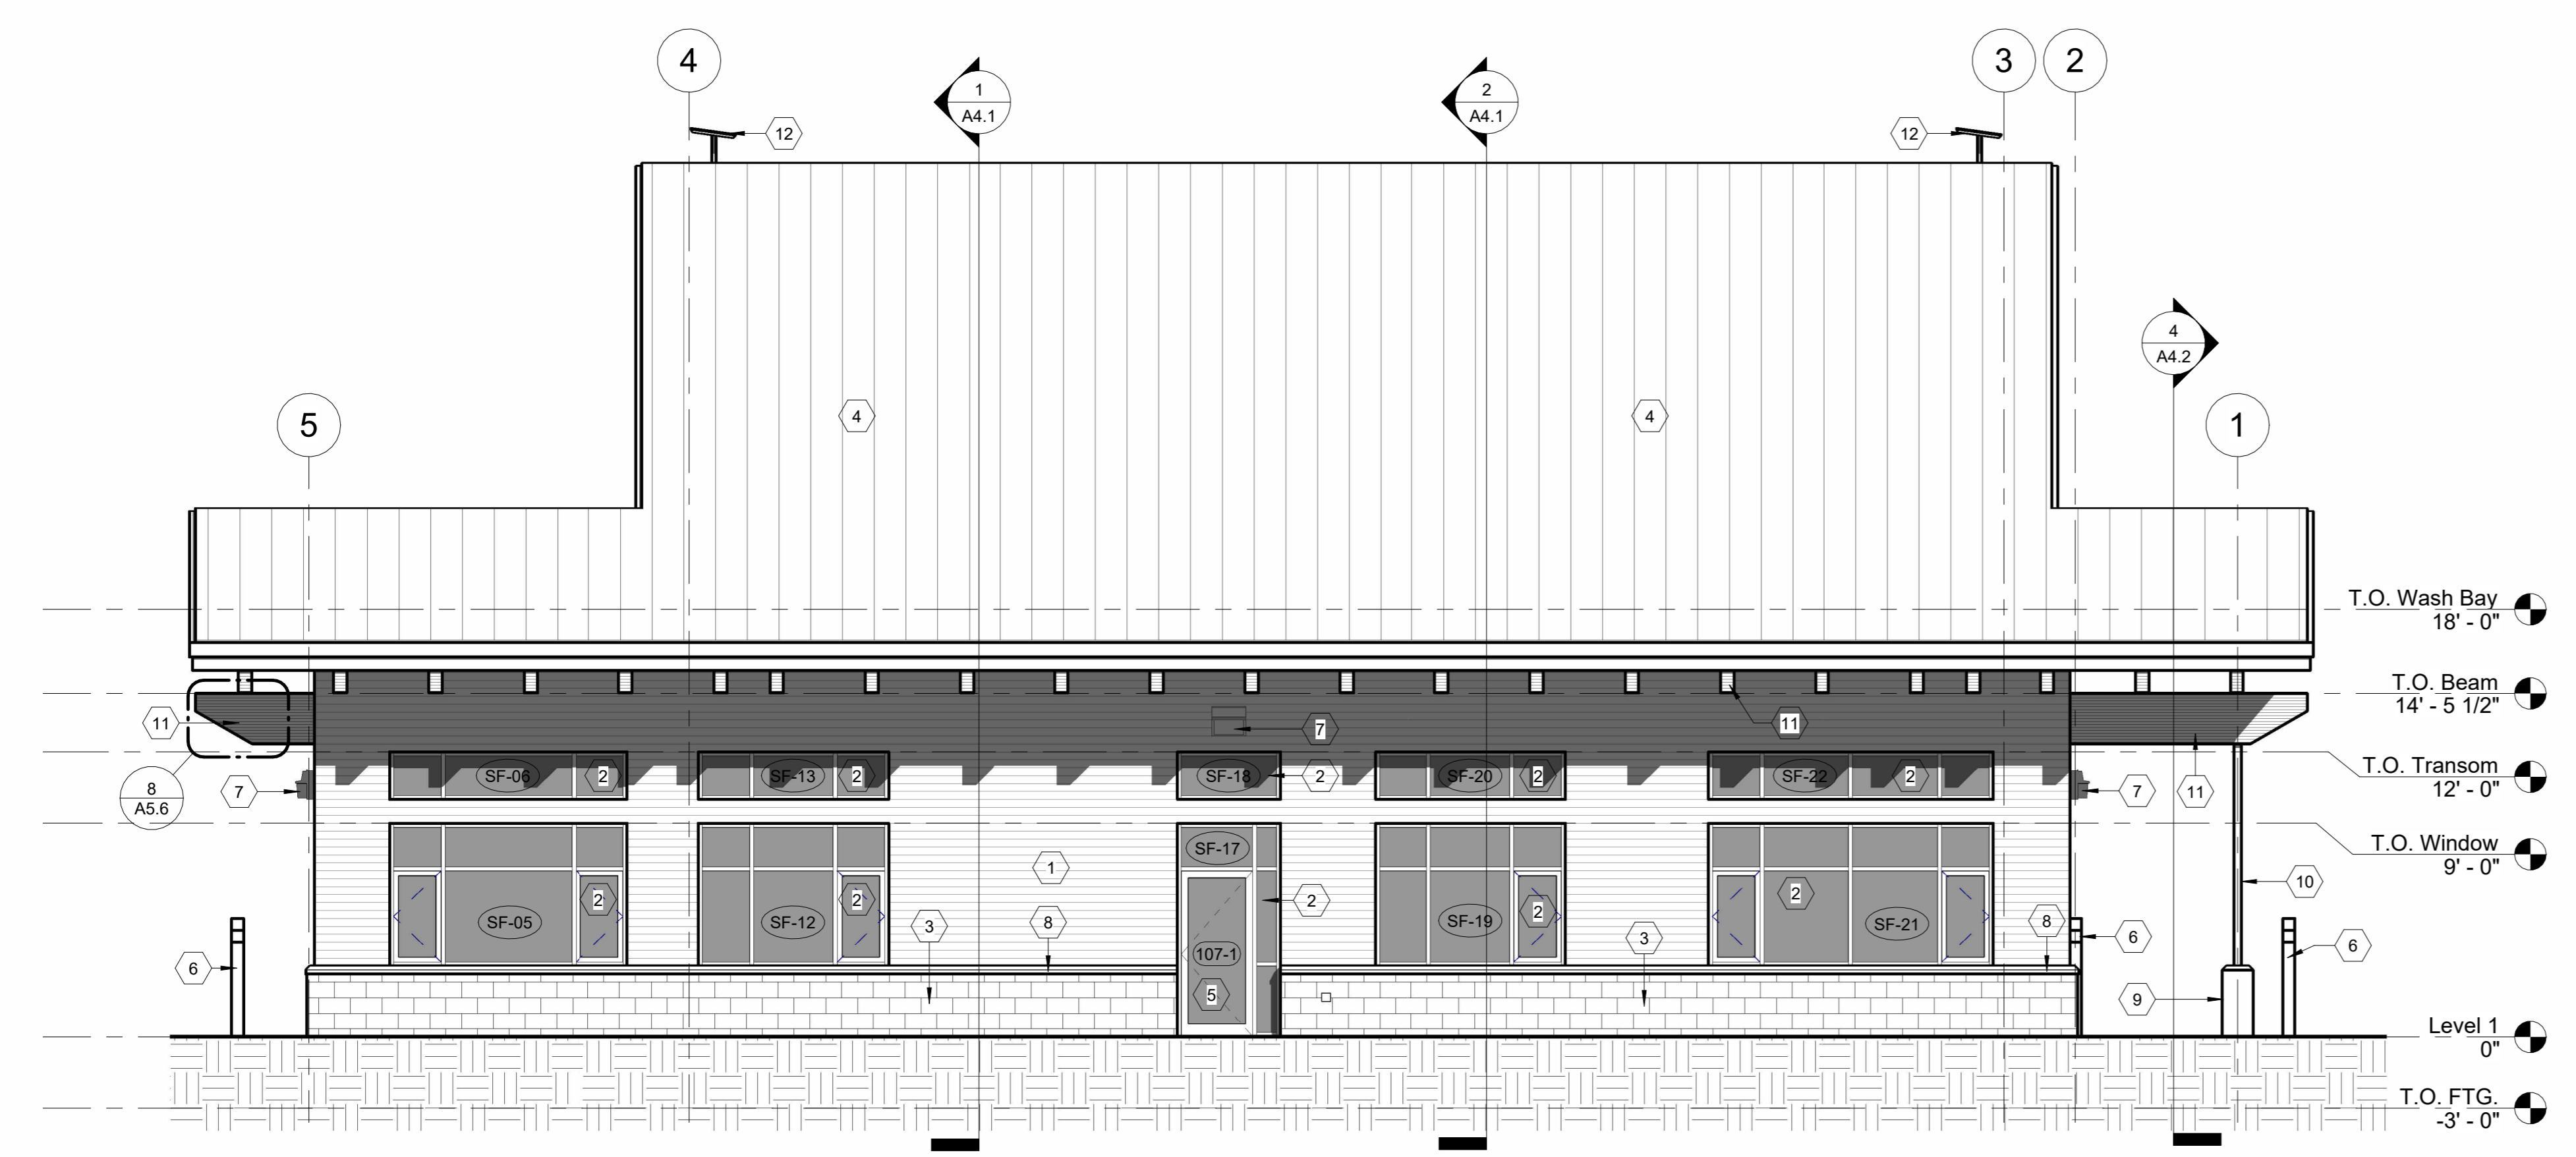 4
3
2
1
A4.1
2
A4.1
12
12
4
A4.2
4
4
5
1
T.O. Wash Bay
18' - 0"
T.O. Beam
14' - 5 1/2"
11
7
11
8
A5.6
7
SF-06
2
SF-13
2
SF-18
2
SF-20
2
SF-22
2
7
11
T.O. Transom
12' - 0"
T.O. Window
9' - 0"
SF-17
1
10
SF-05
2
SF-12
2
2
SF-19
2
2
SF-21
3
8
3
8
6
6
6
107-1
5
9
Level 1
0"
T.O. FTG.
-3' - 0"